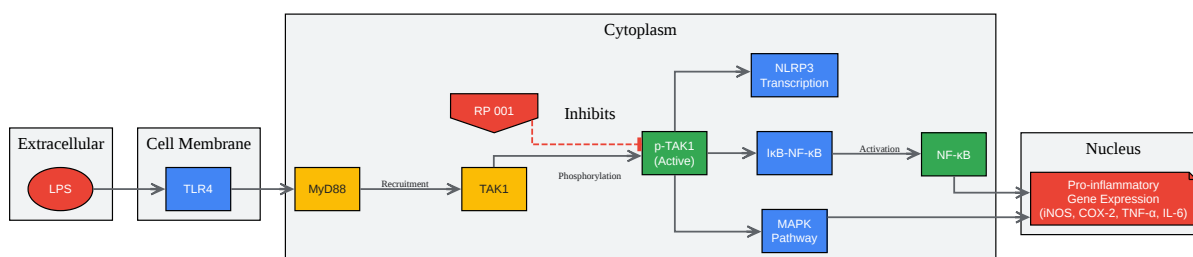 Extracellular
LPS
Cell Membrane
TLR4
Cytoplasm
MyD88
Recruitment
TAK1
RP 001
Inhibits
Phosphorylation
p-TAK1
(Active)
NLRP3
Transcription
IκB-NF-κB
Activation
NF-κB
MAPK
Pathway
Nucleus
Pro-inflammatory
Gene Expression
(iNOS, COX-2, TNF-α, IL-6)